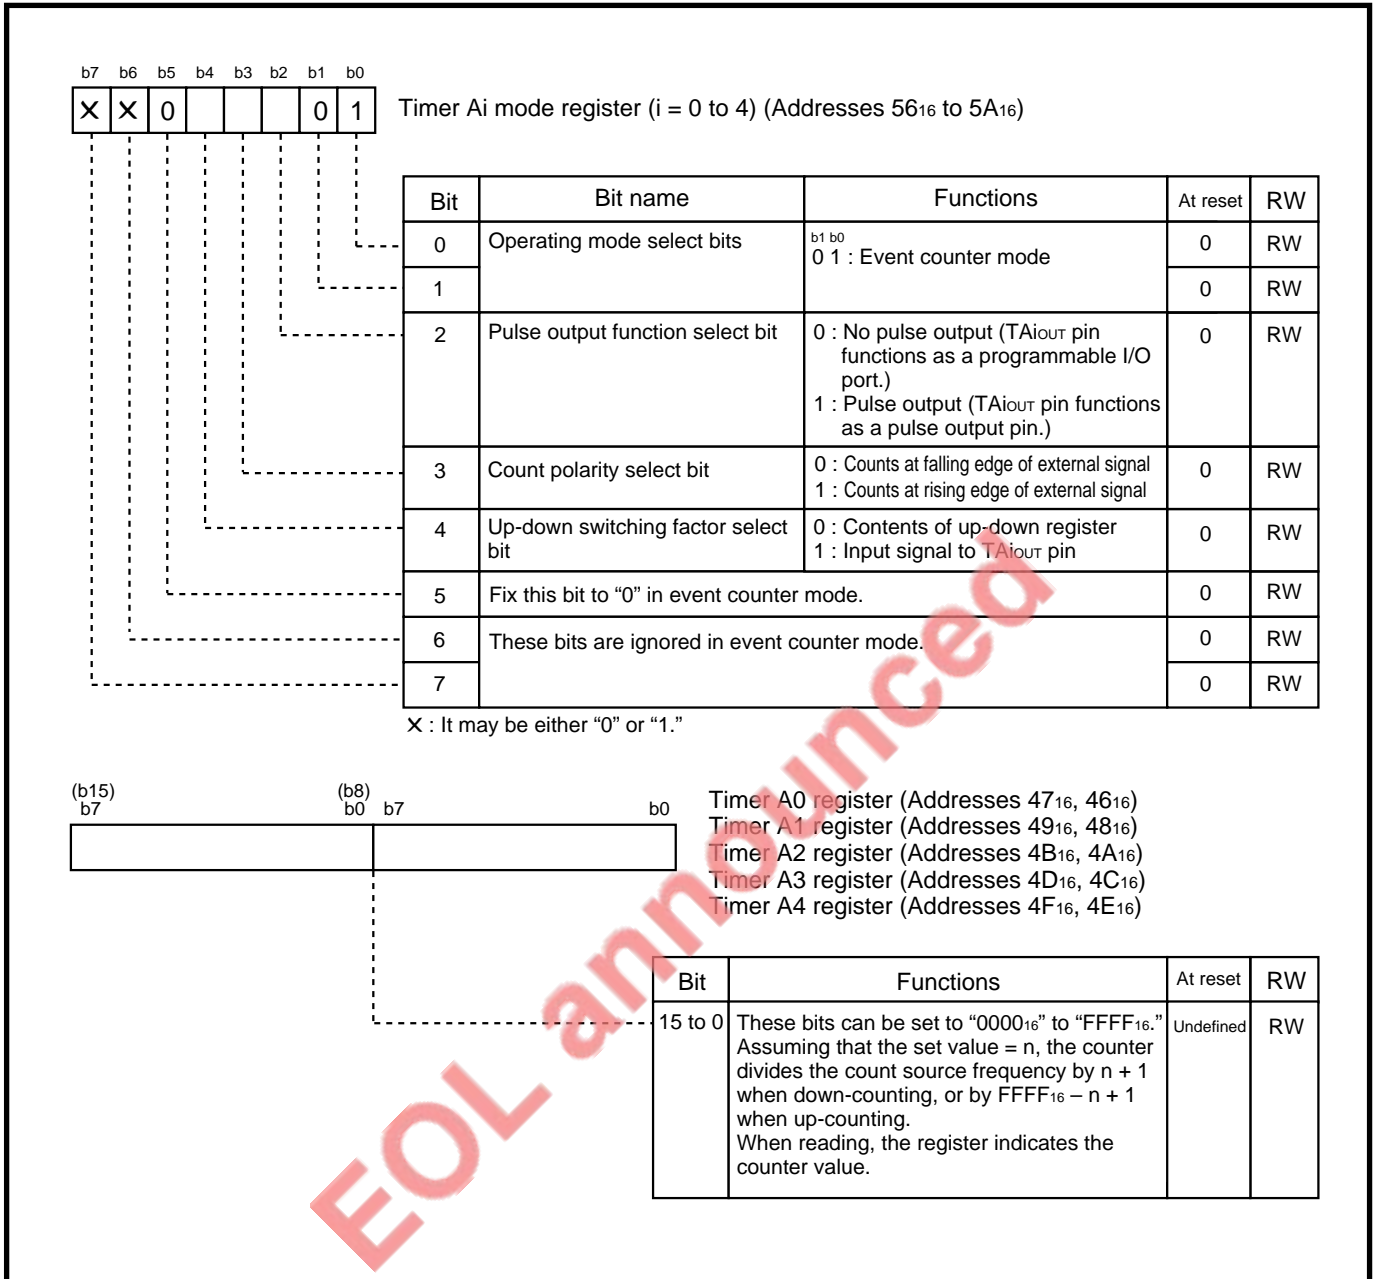 b7 b6 b5 b4 b3 b2 b1 b0
X X 0 0 1
Timer Ai mode register (i = 0 to 4) (Addresses 5616 to 5A16)
Bit Bit name Functions At reset RW
0 Operating mode select bits b1 b0 0 RW
0 1 : Event counter mode
1 0 RW
2 Pulse output function select bit 0 : No pulse output (TAiOUT pin 0 RW
functions as a programmable I/O
port.)
1 : Pulse output (TAiOUT pin functions
as a pulse output pin.)
3 Count polarity select bit 0 : Counts at falling edge of external signal 0 RW
1 : Counts at rising edge of external signal
4 Up-down switching factor select 0 : Contents of up-down register 0 RW
bit 1 : Input signal to TAiOUT pin
5 Fix this bit to “0” in event counter mode. 0 RW
6 These bits are ignored in event counter mode. 0 RW
7 0 RW
X : It may be either “0” or “1.”
(b15) (b8)
b7 b0 b7 b0
Timer A0 register (Addresses 4716, 4616)
Timer A1 register (Addresses 4916, 4816)
Timer A2 register (Addresses 4B16, 4A16)
Timer A3 register (Addresses 4D16, 4C16)
Timer A4 register (Addresses 4F16, 4E16)
Bit Functions At reset RW
15 to 0 These bits can be set to “000016” to “FFFF16.” Undefined RW
Assuming that the set value = n, the counter
divides the count source frequency by n + 1
when down-counting, or by FFFF16 – n + 1
when up-counting.
When reading, the register indicates the
counter value.
EOL announced